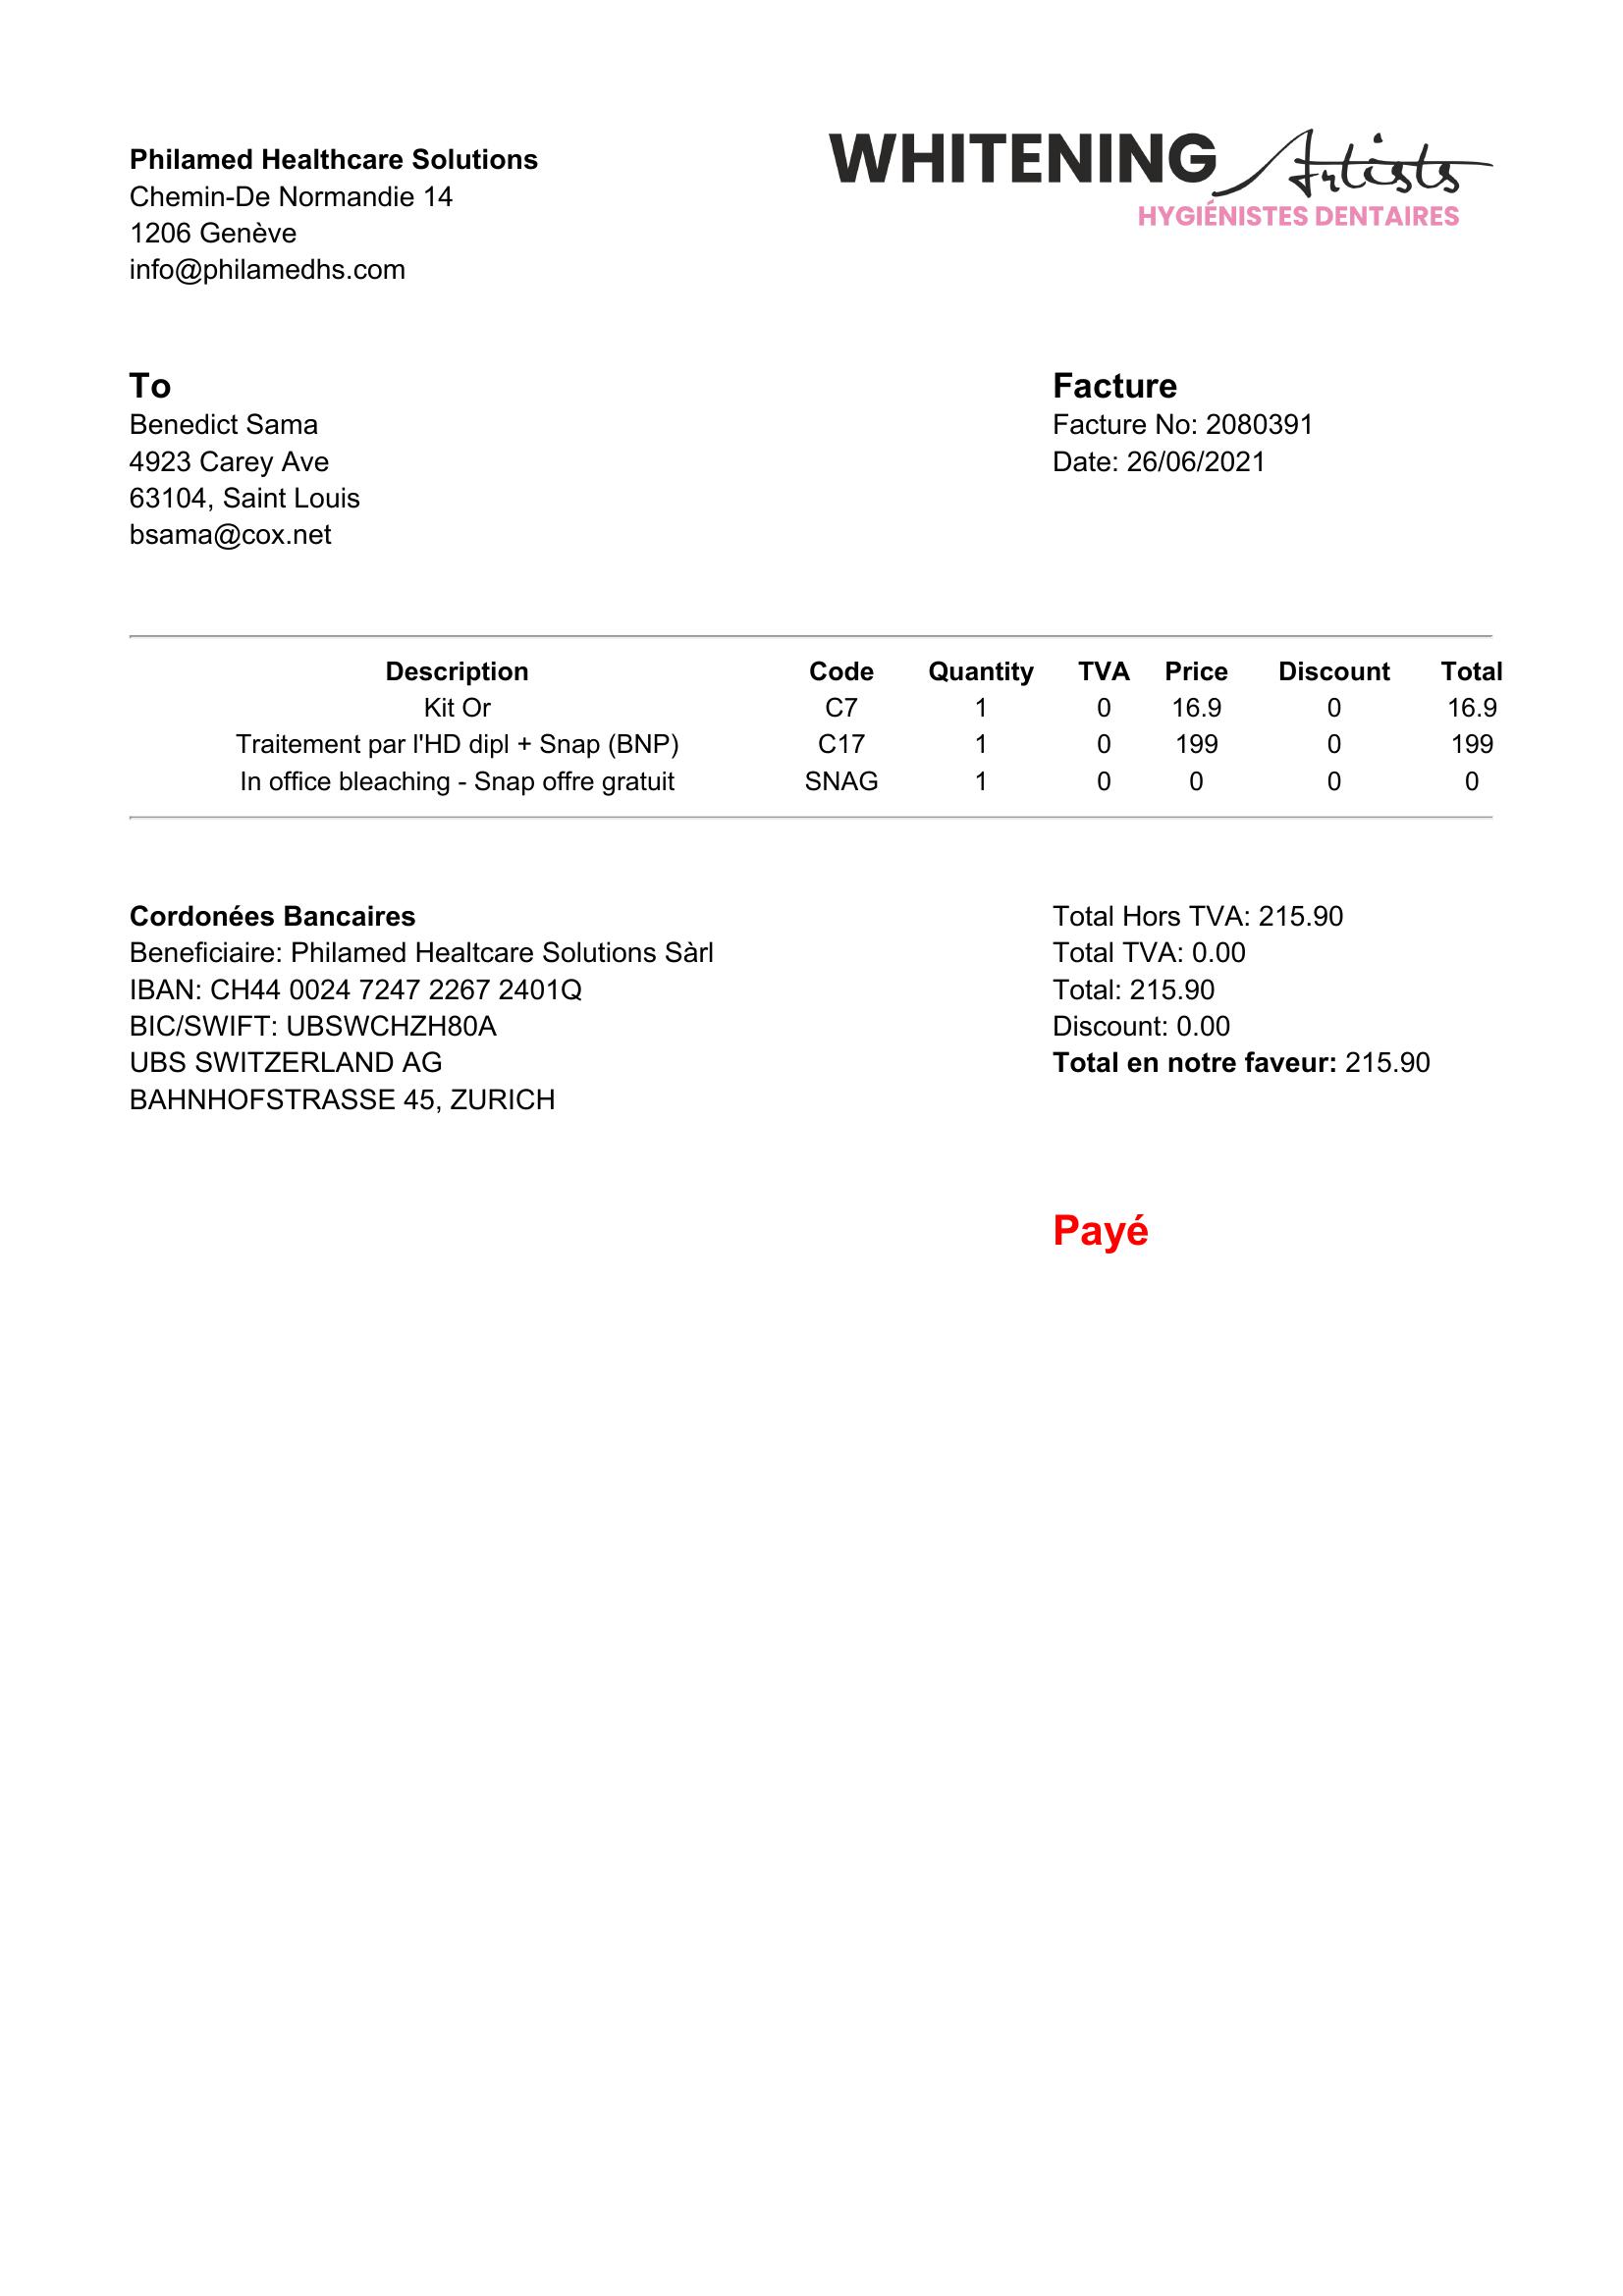 Philamed Healthcare Solutions
Chemin-De Normandie 14
1206 Genève
info@philamedhs.com
WHITENING Artists
HYGIÉNISTES DENTAIRES
To
Benedict Sama
4923 Carey Ave
63104, Saint Louis
bsama@cox.net
Facture
Facture No: 2080391
Date: 26/06/2021
Description Code Quantity TVA Price Discount Total
Kit Or C7 1 0 16.9 0 16.9
Traitement par l'HD dipl + Snap (BNP) C17 1 0 199 0 199
In office bleaching - Snap offre gratuit SNAG 1 0 0 0 0
Cordonées Bancaires
Beneficiaire: Philamed Healtcare Solutions Sàrl
IBAN: CH44 0024 7247 2267 2401Q
BIC/SWIFT: UBSWCHZH80A
UBS SWITZERLAND AG
BAHNHOFSTRASSE 45, ZURICH
Total Hors TVA: 215.90
Total TVA: 0.00
Total: 215.90
Discount: 0.00
Total en notre faveur: 215.90
Payé